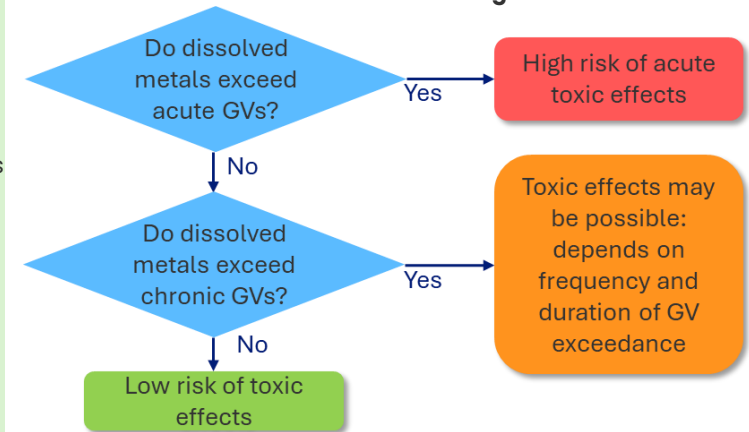 Do dissolved
metals exceed
acute GVs?
Yes
High risk of acute
toxic effects
No
Do dissolved
metals exceed
chronic GVs?
Yes
Toxic effects may
be possible:
depends on
frequency and
duration of GV
exceedance
No
Low risk of toxic
effects